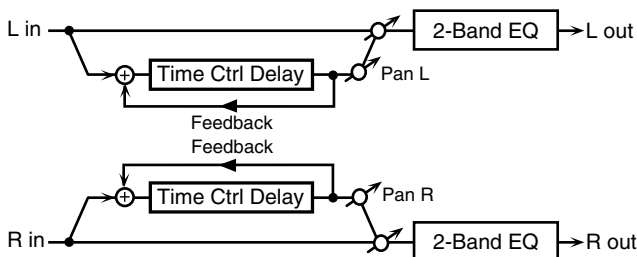 L in
2-Band EQ
L out
+
Time Ctrl Delay
Pan L
Feedback
Feedback
+
Time Ctrl Delay
Pan R
R in
2-Band EQ
R out